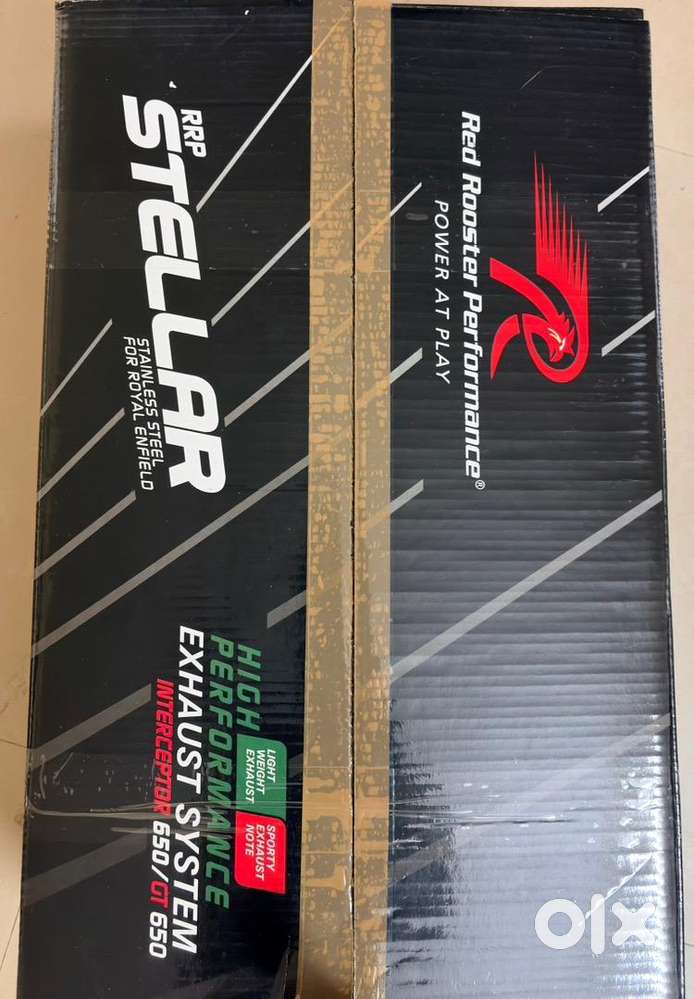 Red Rooster Performance®
POWER AT PLAY
RRP
STELLAR
STAINLESS STEEL
FOR ROYAL ENFIELD
HIGH
PERFORMANCE
EXHAUST SYSTEM
INTERCEPTOR 650/GT 650
LIGHT
WEIGHT
EXHAUST
SPORTY
EXHAUST
NOTE
olx